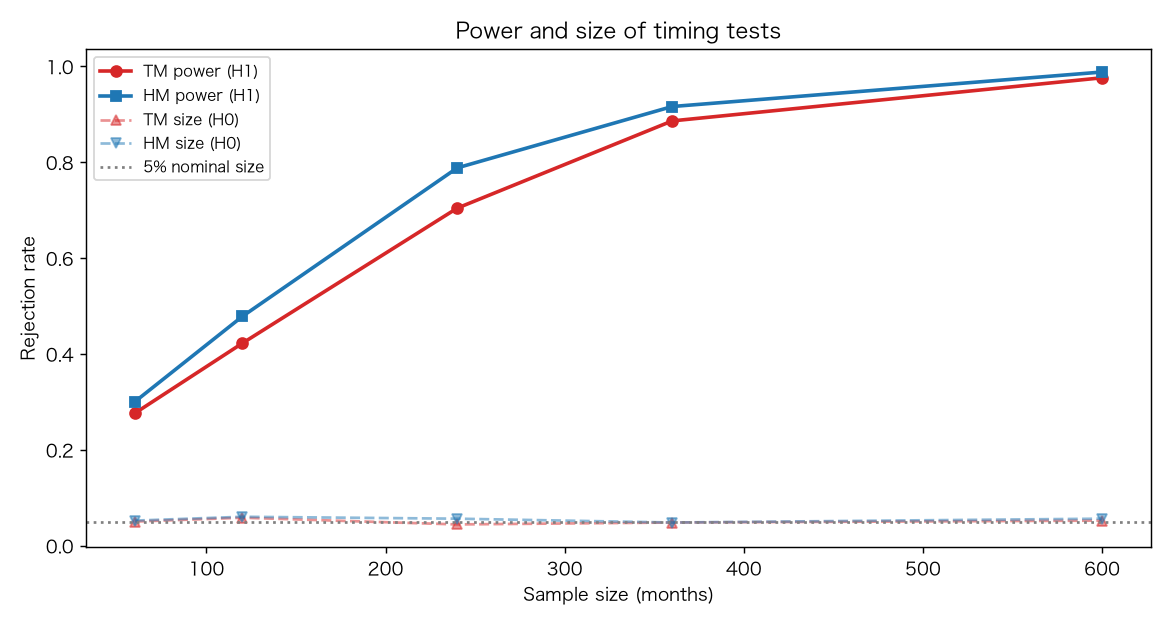 Power and size of timing tests
TM power (H1)
HM power (H1)
TM size (H0)
HM size (H0)
5% nominal size
Rejection rate
1.0
0.8
0.6
0.4
0.2
0.0
100
200
300
400
500
600
Sample size (months)